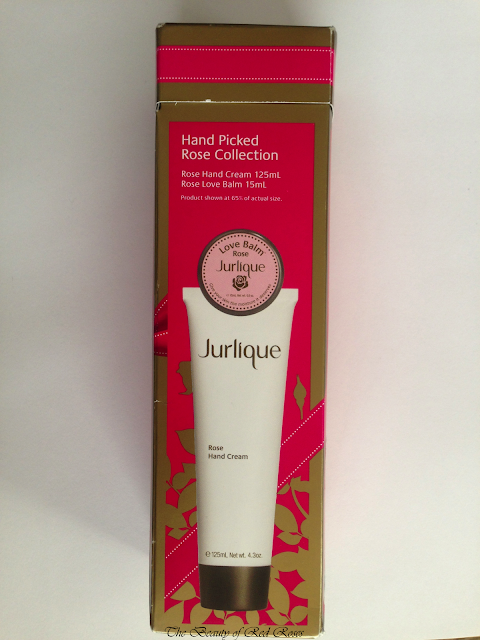 Hand Picked
Rose Collection
Rose Hand Cream 125mL
Rose Love Balm 15mL
Product shown at 65% of actual size.
Love Balm
Rose
Jurlique
Jurlique
Rose
Hand Cream
℮ 125mL Net wt. 4.3oz.
The Beauty of Red Roses